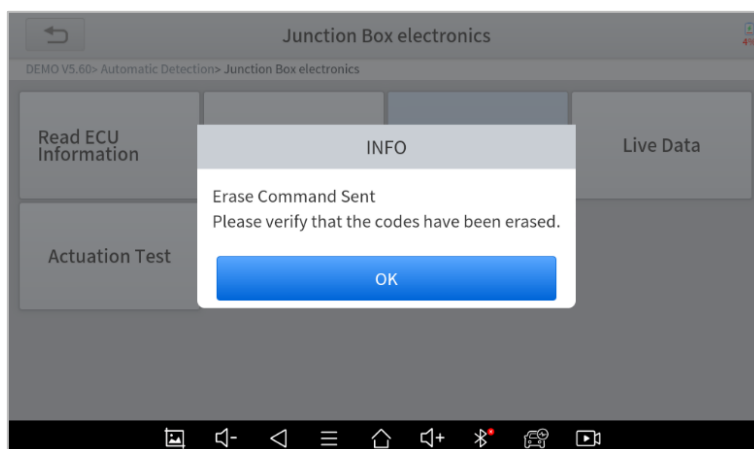 Junction Box electronics
4%
DEMO V5.60> Automatic Detection> Junction Box electronics
Read ECU
Information
Live Data
INFO
Erase Command Sent
Please verify that the codes have been erased.
OK
Actuation Test